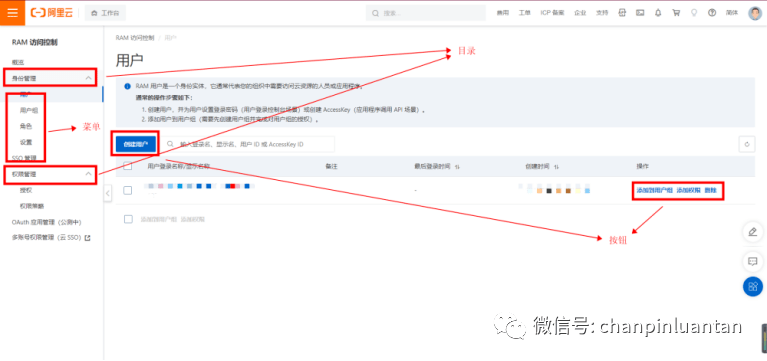 阿里云
工作台
搜索...
费用 工单 ICP 备案 企业 支持 简体
RAM 访问控制
RAM 访问控制 / 用户
目录
概览
用户
身份管理
用户
RAM 用户是一个身份实体，它通常代表您的组织中需要访问云资源的人员或应用程序。
通常的操作步骤如下：
1. 创建用户，并为用户设置登录密码（用户登录控制台场景）或创建 AccessKey（应用程序调用 API 场景）。
2. 添加用户到用户组（需要先创建用户组并完成对用户组的授权）。
用户组
角色
菜单
设置
创建用户
输入登录名、显示名、用户 ID 或 AccessKey ID
SSO 管理
权限管理
用户登录名称/显示名称 备注 最后登录时间 创建时间 操作
授权
添加到用户组 添加权限 删除
权限策略
添加到用户组 添加权限
OAuth 应用管理（公测中）
多账号权限管理（云 SSO）
按钮
微信号: chanpinluantan